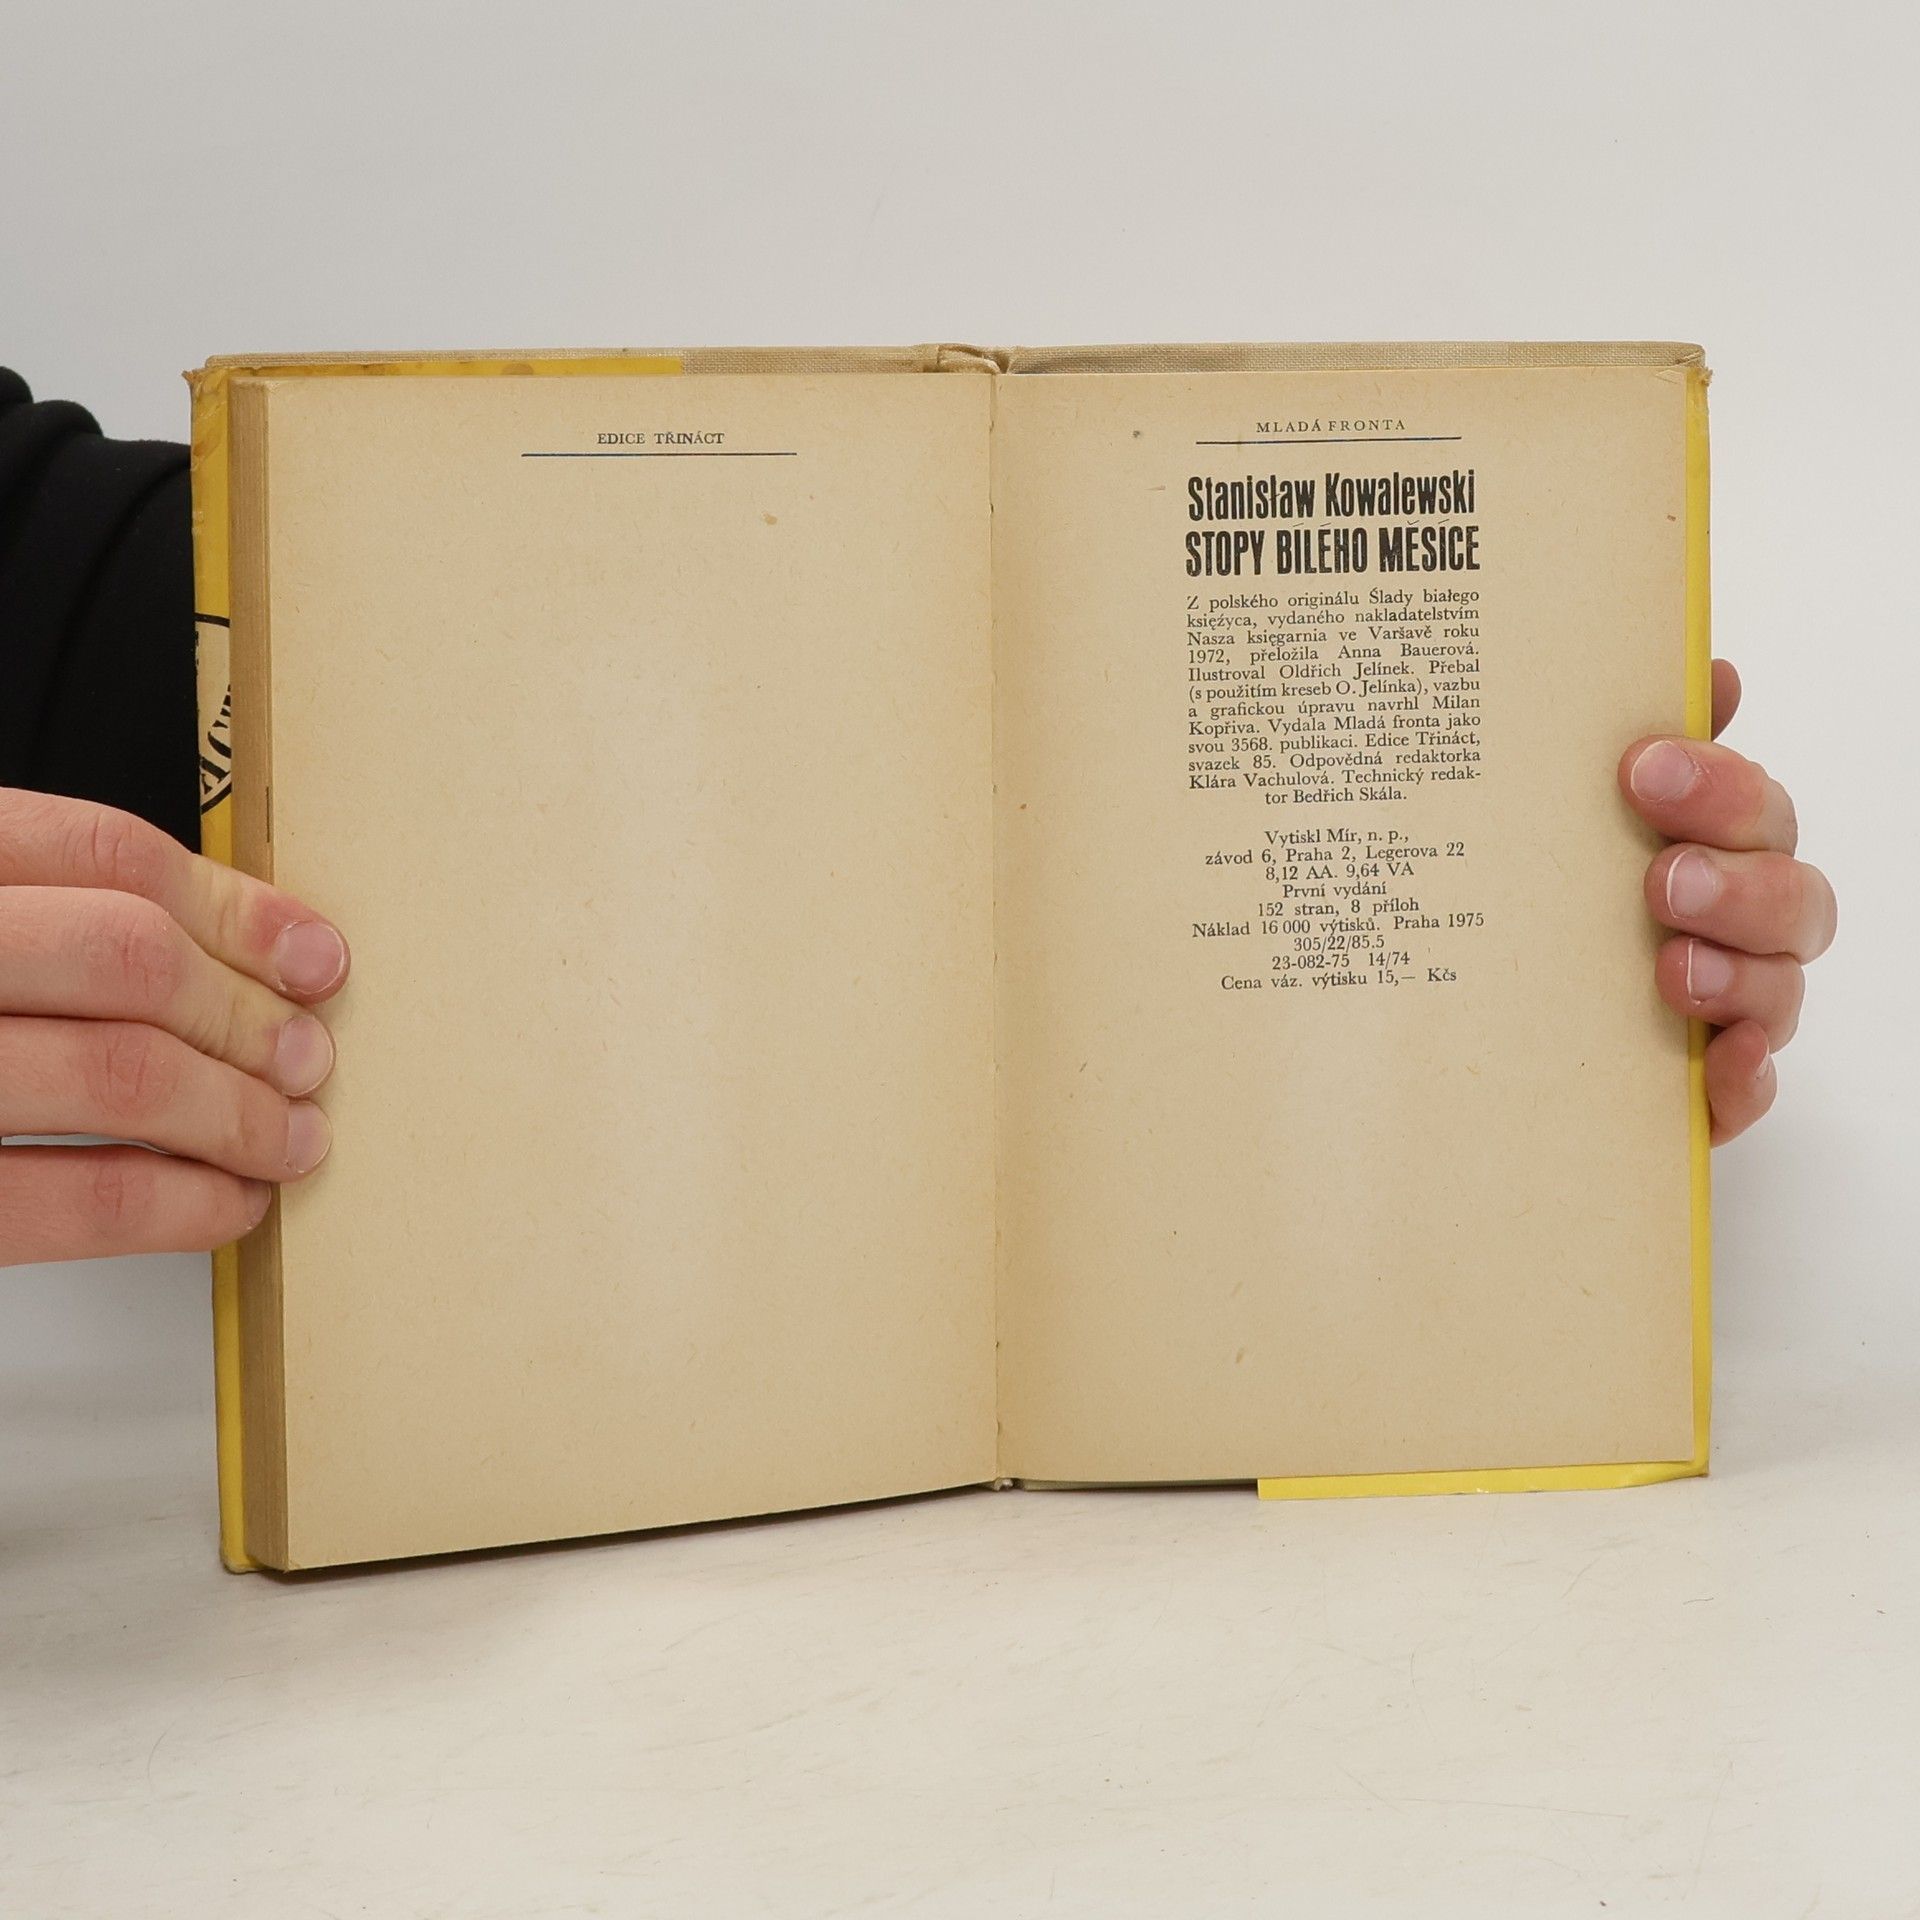 EDICE TŘINÁCT
MLADÁ FRONTA
Stanisław Kowalewski
STOPY BÍLÉHO MĚSÍCE
Z polského originálu Ślady białego
księżyca, vydaného nakladatelstvím
Nasza księgarnia ve Varšavě roku
1972, přeložila Anna Bauerová.
Ilustroval Oldřich Jelínek. Přebal
(s použitím kreseb O. Jelínka), vazbu
a grafickou úpravu navrhl Milan
Kopřiva. Vydala Mladá fronta jako
svou 3568. publikaci. Edice Třináct,
svazek 85. Odpovědná redaktorka
Klára Vachulová. Technický redak-
tor Bedřich Skála.
Vytiskl Mír, n. p.,
závod 6, Praha 2, Legerova 22
8,12 AA. 9,64 VA
První vydání
152 stran, 8 příloh
Náklad 16 000 výtisků. Praha 1975
305/22/85.5
23-082-75 14/74
Cena váz. výtisku 15,— Kčs